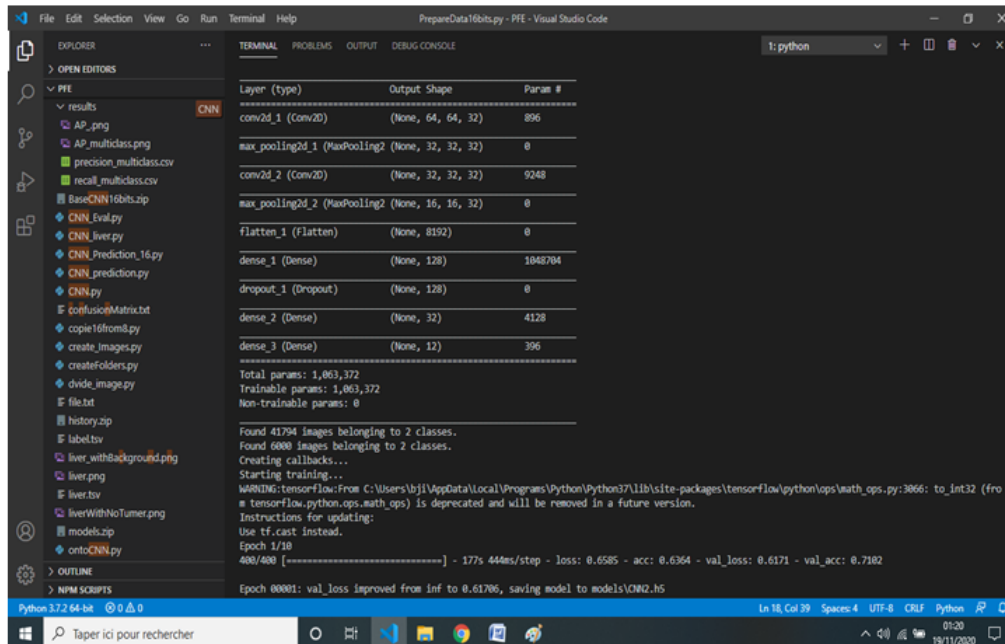 File Edit Selection View Go Run Terminal Help PrepareData16bits.py - PFE - Visual Studio Code
EXPLORER
OPEN EDITORS
PFE
results
CNN
AP_.png
AP_multiclass.png
precision_multiclass.csv
recall_multiclass.csv
BaseCNN16bits.zip
CNN_Eval.py
CNN_liver.py
CNN_Prediction_16.py
CNN_prediction.py
CNN.py
confusionMatrix.txt
copie16from8.py
create_Images.py
createFolders.py
dvide_image.py
file.txt
history.zip
label.tsv
liver_withBackground.png
liver.png
liver.tsv
liverWithNoTumer.png
models.zip
ontoCNN.py
OUTLINE
NPM SCRIPTS
TERMINAL PROBLEMS OUTPUT DEBUG CONSOLE 1: python
Layer (type) Output Shape Param #
=================================================================
conv2d_1 (Conv2D) (None, 64, 64, 32) 896
max_pooling2d_1 (MaxPooling2 (None, 32, 32, 32) 0
conv2d_2 (Conv2D) (None, 32, 32, 32) 9248
max_pooling2d_2 (MaxPooling2 (None, 16, 16, 32) 0
flatten_1 (Flatten) (None, 8192) 0
dense_1 (Dense) (None, 128) 1048704
dropout_1 (Dropout) (None, 128) 0
dense_2 (Dense) (None, 32) 4128
dense_3 (Dense) (None, 12) 396
=================================================================
Total params: 1,063,372
Trainable params: 1,063,372
Non-trainable params: 0
Found 41794 images belonging to 2 classes.
Found 6000 images belonging to 2 classes.
Creating callbacks...
Starting training...
WARNING:tensorflow:From C:\Users\bji\AppData\Local\Programs\Python\Python37\lib\site-packages\tensorflow\python\ops\math_ops.py:3066: to_int32 (fro
m tensorflow.python.ops.math_ops) is deprecated and will be removed in a future version.
Instructions for updating:
Use tf.cast instead.
Epoch 1/10
400/400 [==============================] - 177s 444ms/step - loss: 0.6585 - acc: 0.6364 - val_loss: 0.6171 - val_acc: 0.7102
Epoch 00001: val_loss improved from inf to 0.61706, saving model to models\CNN2.h5
Python 3.7.2 64-bit 0 0 Ln 18, Col 39 Spaces: 4 UTF-8 CRLF Python
Taper ici pour rechercher
01:20
19/11/2020